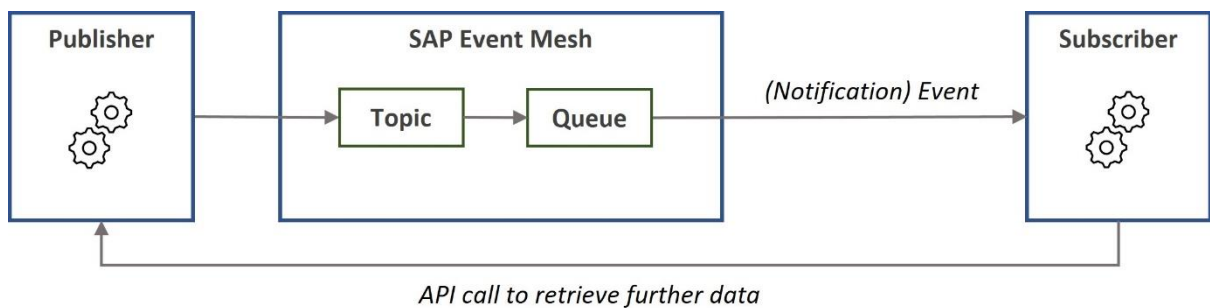 Publisher
SAP Event Mesh
Subscriber
(Notification) Event
Topic
Queue
API call to retrieve further data